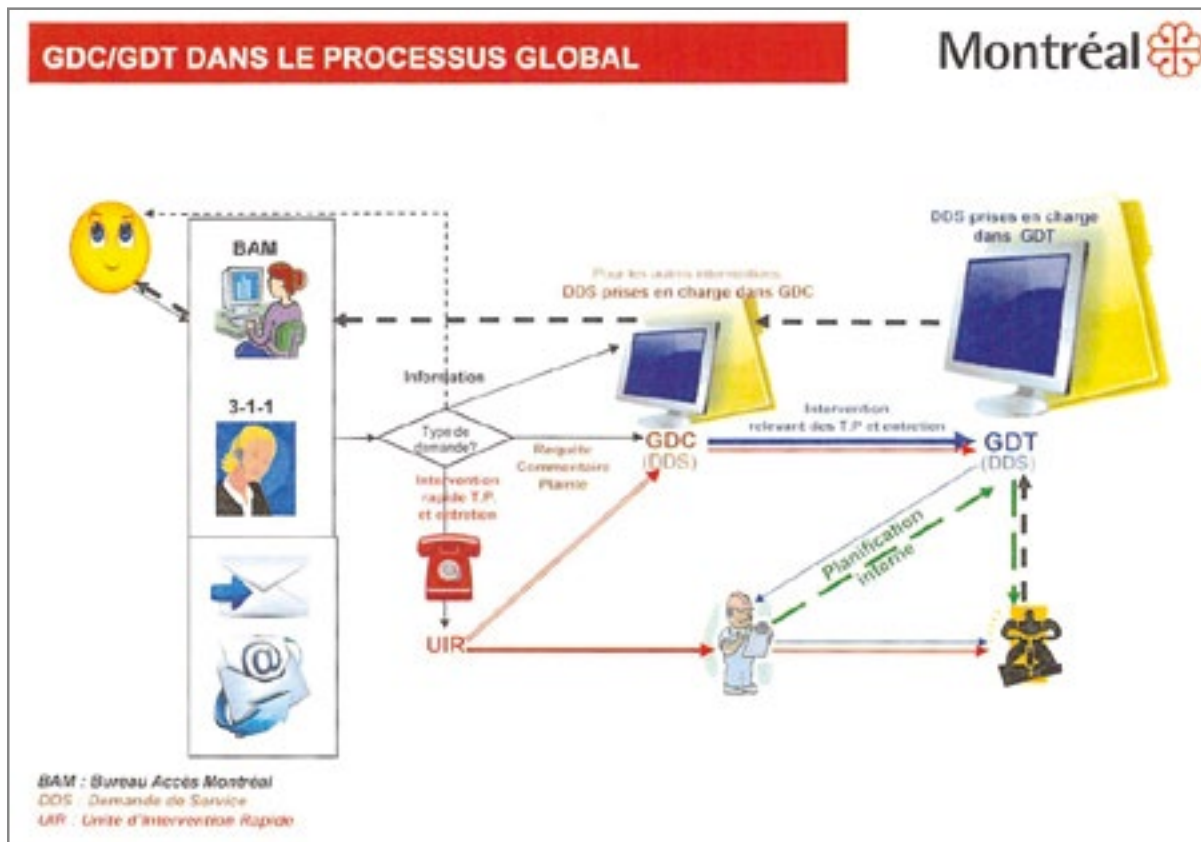 GDC/GDT DANS LE PROCESSUS GLOBAL
Montréal
BAM
3-1-1
Information
Type de
demande?
Requête
Commentaire
Plainte
Intervention
rapide T.P.
et entretien
UIR
Pour les autres interventions
DDS prises en charge dans GDC
GDC
(DDS)
Intervention
relevant des T.P et entretien
DDS prises en charge
dans GDT
GDT
(DDS)
Planification
interne
BAM : Bureau Accès Montréal
DDS : Demande de Service
UIR : Unité d'Intervention Rapide